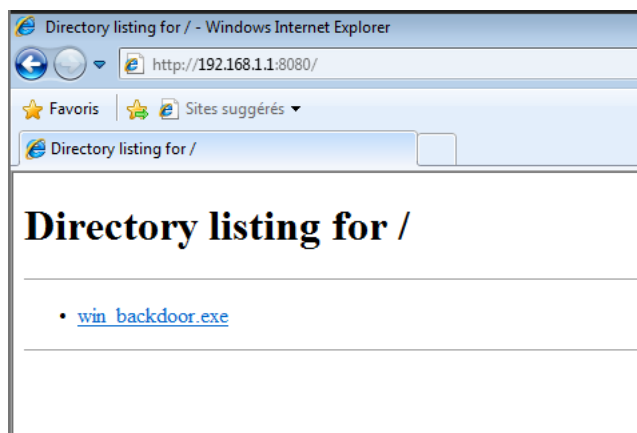 Directory listing for / - Windows Internet Explorer
http://192.168.1.1:8080/
Favoris Sites suggérés
Directory listing for /
Directory listing for /
win_backdoor.exe